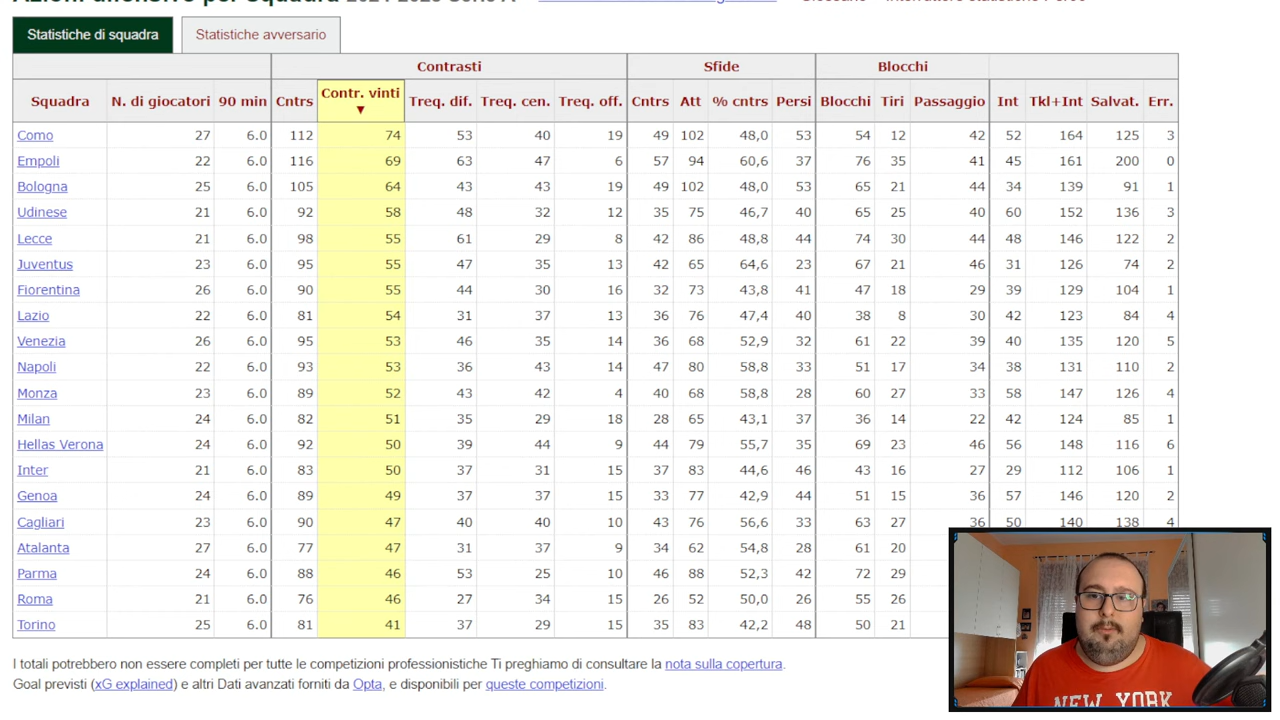 Azioni difensive per Squadra 2024-2025 Serie A
Statistiche di squadra Statistiche avversario
Contrasti Sfide Blocchi
Squadra N. di giocatori 90 min Cntrs Contr. vinti ▼ Treq. dif. Treq. cen. Treq. off. Cntrs Att % cntrs Persi Blocchi Tiri Passaggio Int Tkl+Int Salvat. Err.
Como 27 6.0 112 74 53 40 19 49 102 48,0 53 54 12 42 52 164 125 3
Empoli 22 6.0 116 69 63 47 6 57 94 60,6 37 76 35 41 45 161 200 0
Bologna 25 6.0 105 64 43 43 19 49 102 48,0 53 65 21 44 34 139 91 1
Udinese 21 6.0 92 58 48 32 12 35 75 46,7 40 65 25 40 60 152 136 3
Lecce 21 6.0 98 55 61 29 8 42 86 48,8 44 74 30 44 48 146 122 2
Juventus 23 6.0 95 55 47 35 13 42 65 64,6 23 67 21 46 31 126 74 2
Fiorentina 26 6.0 90 55 44 30 16 32 73 43,8 41 47 18 29 39 129 104 1
Lazio 22 6.0 81 54 31 37 13 36 76 47,4 40 38 8 30 42 123 84 4
Venezia 26 6.0 95 53 46 35 14 36 68 52,9 32 61 22 39 40 135 120 5
Napoli 22 6.0 93 53 36 43 14 47 80 58,8 33 51 17 34 38 131 110 2
Monza 23 6.0 89 52 43 42 4 40 68 58,8 28 60 27 33 58 147 126 4
Milan 24 6.0 82 51 35 29 18 28 65 43,1 37 36 14 22 42 124 85 1
Hellas Verona 24 6.0 92 50 39 44 9 44 79 55,7 35 69 23 46 56 148 116 6
Inter 21 6.0 83 50 37 31 15 37 83 44,6 46 43 16 27 29 112 106 1
Genoa 24 6.0 89 49 37 37 15 33 77 42,9 44 51 15 36 57 146 120 2
Cagliari 23 6.0 90 47 40 40 10 43 76 56,6 33 63 27 36 50 140 138 4
Atalanta 27 6.0 77 47 31 37 9 34 62 54,8 28 61 20
Parma 24 6.0 88 46 53 25 10 46 88 52,3 42 72 29
Roma 21 6.0 76 46 27 34 15 26 52 50,0 26 55 26
Torino 25 6.0 81 41 37 29 15 35 83 42,2 48 50 21
I totali potrebbero non essere completi per tutte le competizioni professionistiche Ti preghiamo di consultare la nota sulla copertura.
Goal previsti (xG explained) e altri Dati avanzati forniti da Opta, e disponibili per queste competizioni.
NEW YORK